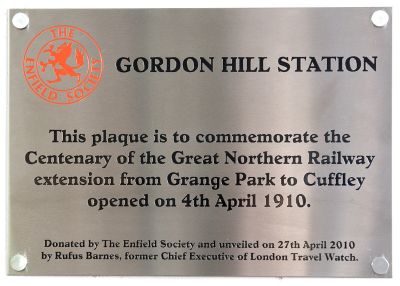 THE
ENFIELD SOCIETY
GORDON HILL STATION
This plaque is to commemorate the
Centenary of the Great Northern Railway
extension from Grange Park to Cuffley
opened on 4th April 1910.
Donated by The Enfield Society and unveiled on 27th April 2010
by Rufus Barnes, former Chief Executive of London Travel Watch.